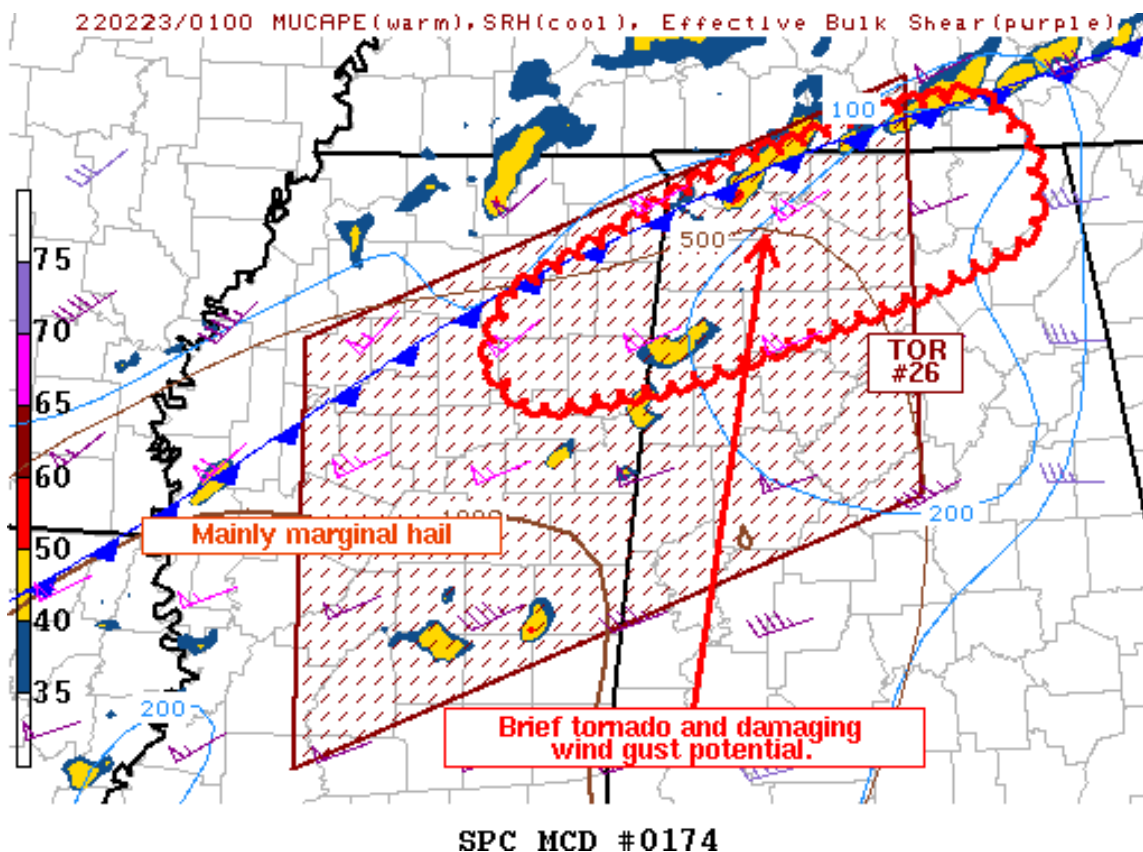 220223/0100 MUCAPE(warm),SRH(cool), Effective Bulk Shear(purple)
100
75
500
70
TOR
#26
65
60
200
1000
Mainly marginal hail
50
40
35
200
Brief tornado and damaging
wind gust potential.
SPC MCD #0174